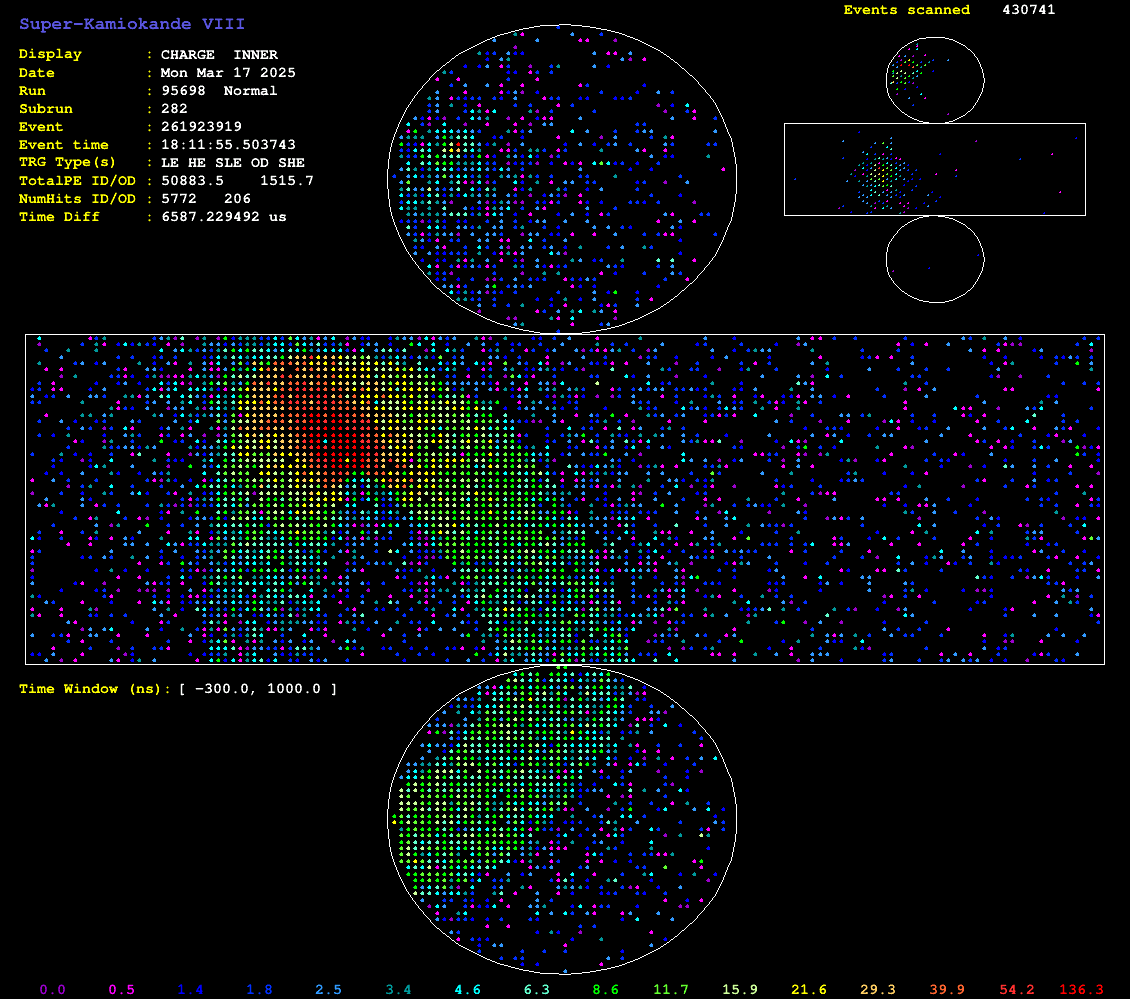 Super-Kamiokande VIII
Events scanned 430741
Display : CHARGE INNER
Date : Mon Mar 17 2025
Run : 95698 Normal
Subrun : 282
Event : 261923919
Event time : 18:11:55.503743
TRG Type(s) : LE HE SLE OD SHE
TotalPE ID/OD : 50883.5 1515.7
NumHits ID/OD : 5772 206
Time Diff : 6587.229492 us
Time Window (ns): [ -300.0, 1000.0 ]
0.0 0.5 1.4 1.8 2.5 3.4 4.6 6.3 8.6 11.7 15.9 21.6 29.3 39.9 54.2 136.3